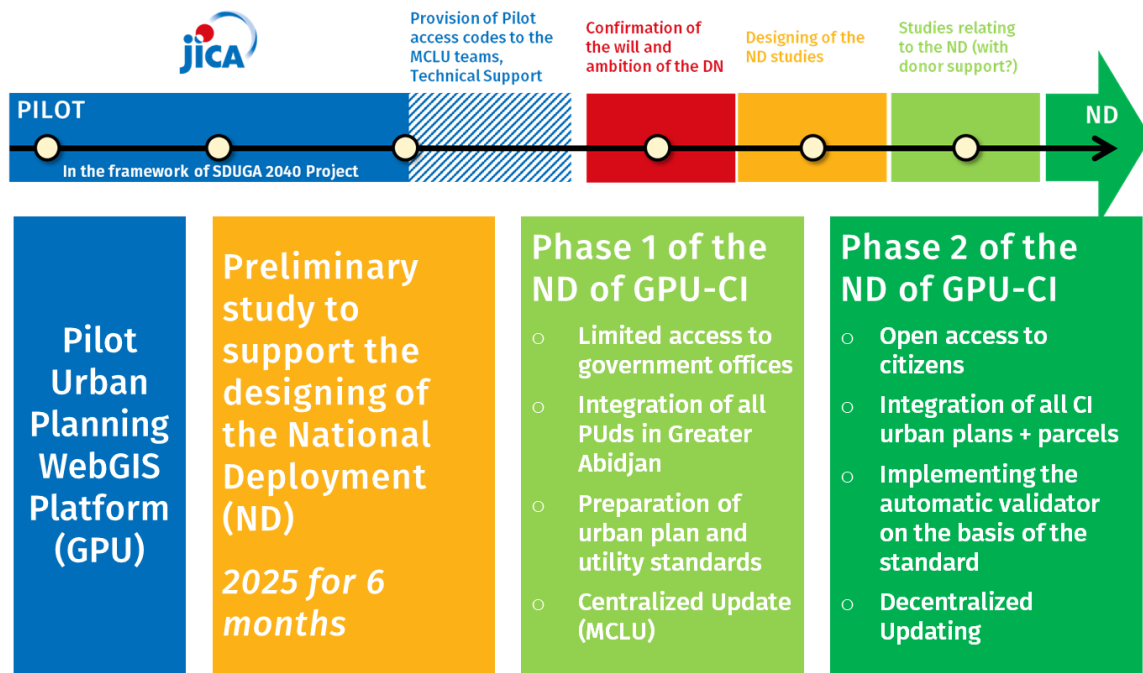 jICA
Provision of Pilot
access codes to the
MCLU teams,
Technical Support
Confirmation of
the will and
ambition of the DN
Designing of the
ND studies
Studies relating
to the ND (with
donor support?)
PILOT
ND
In the framework of SDUGA 2040 Project
Pilot
Urban
Planning
WebGIS
Platform
(GPU)
Preliminary
study to
support the
designing of
the National
Deployment
(ND)
2025 for 6
months
Phase 1 of the
ND of GPU-CI
o Limited access to
government offices
o Integration of all
PUds in Greater
Abidjan
o Preparation of
urban plan and
utility standards
o Centralized Update
(MCLU)
Phase 2 of the
ND of GPU-CI
o Open access to
citizens
o Integration of all CI
urban plans + parcels
o Implementing the
automatic validator
on the basis of the
standard
o Decentralized
Updating